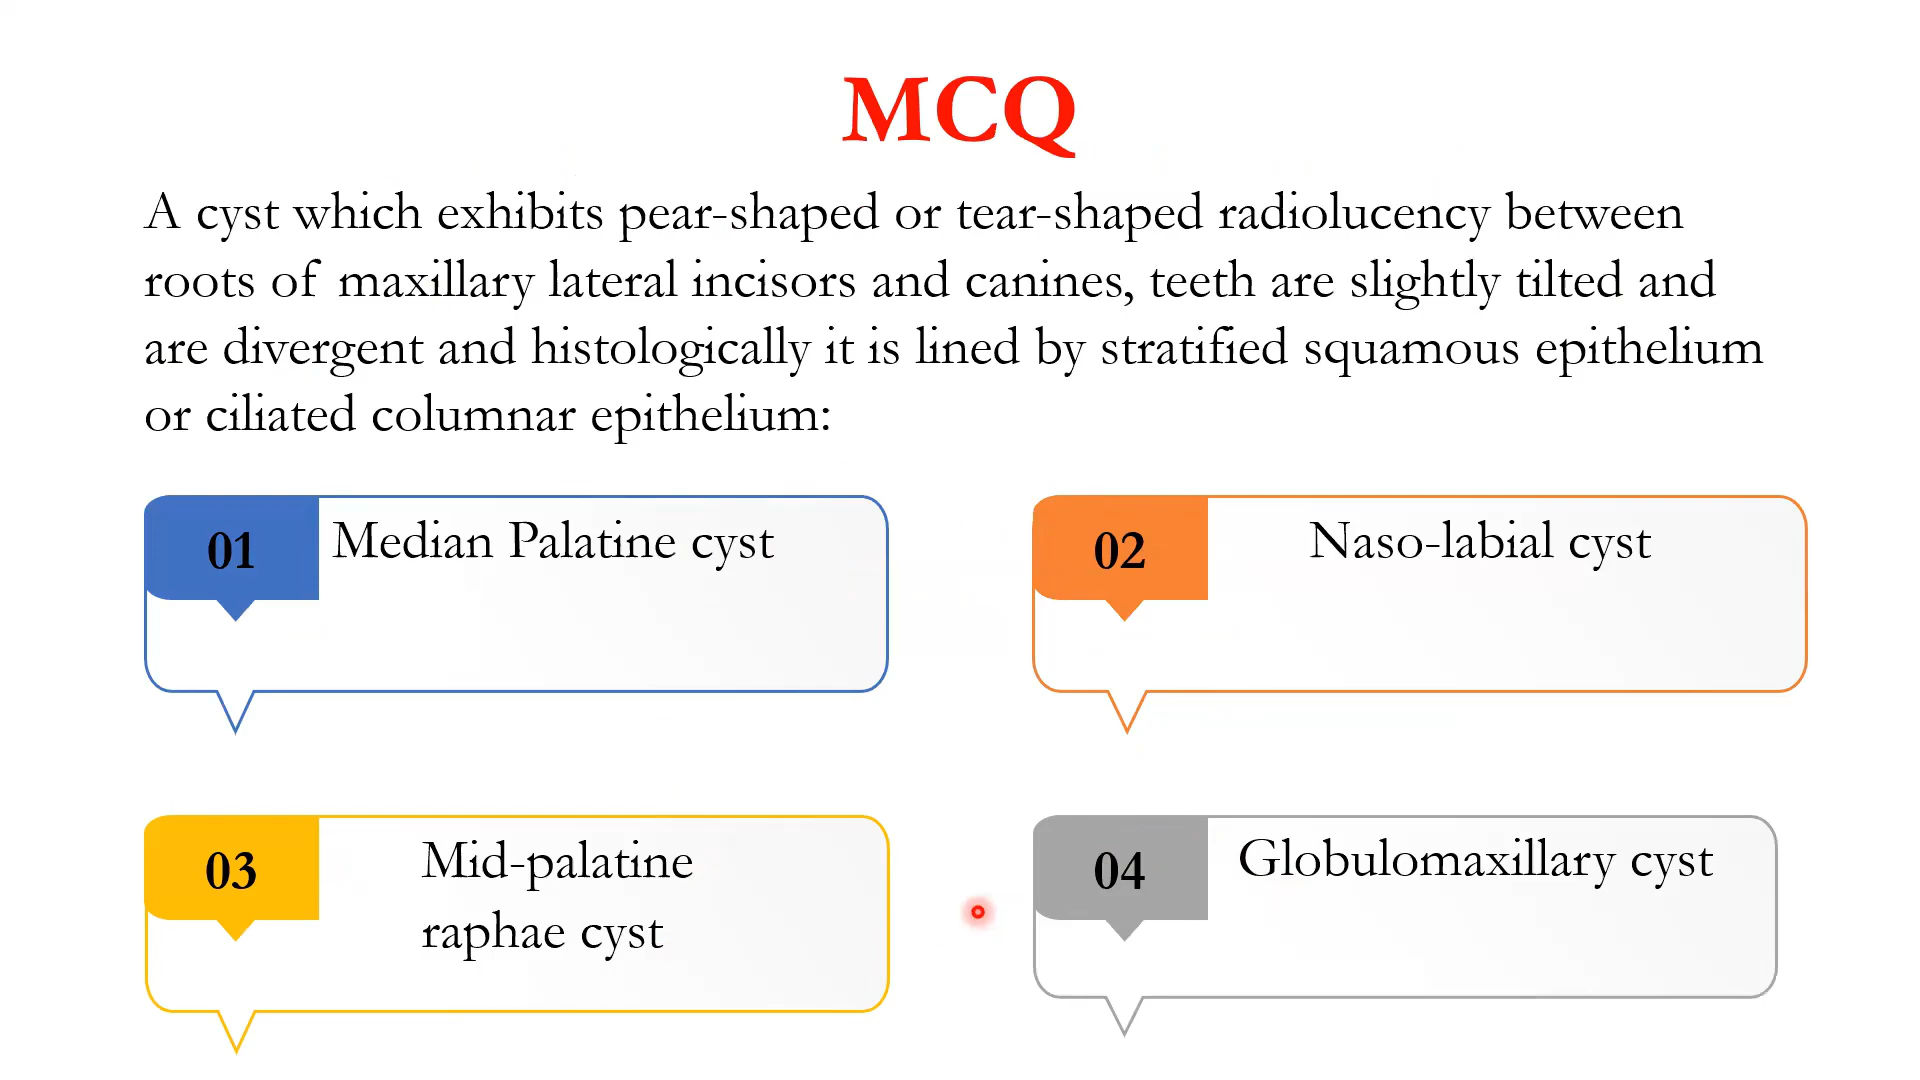 MCQ
A cyst which exhibits pear-shaped or tear-shaped radiolucency between
roots of maxillary lateral incisors and canines, teeth are slightly tilted and
are divergent and histologically it is lined by stratified squamous epithelium
or ciliated columnar epithelium:
01
Median Palatine cyst
02
Naso-labial cyst
03
Mid-palatine
raphae cyst
04
Globulomaxillary cyst